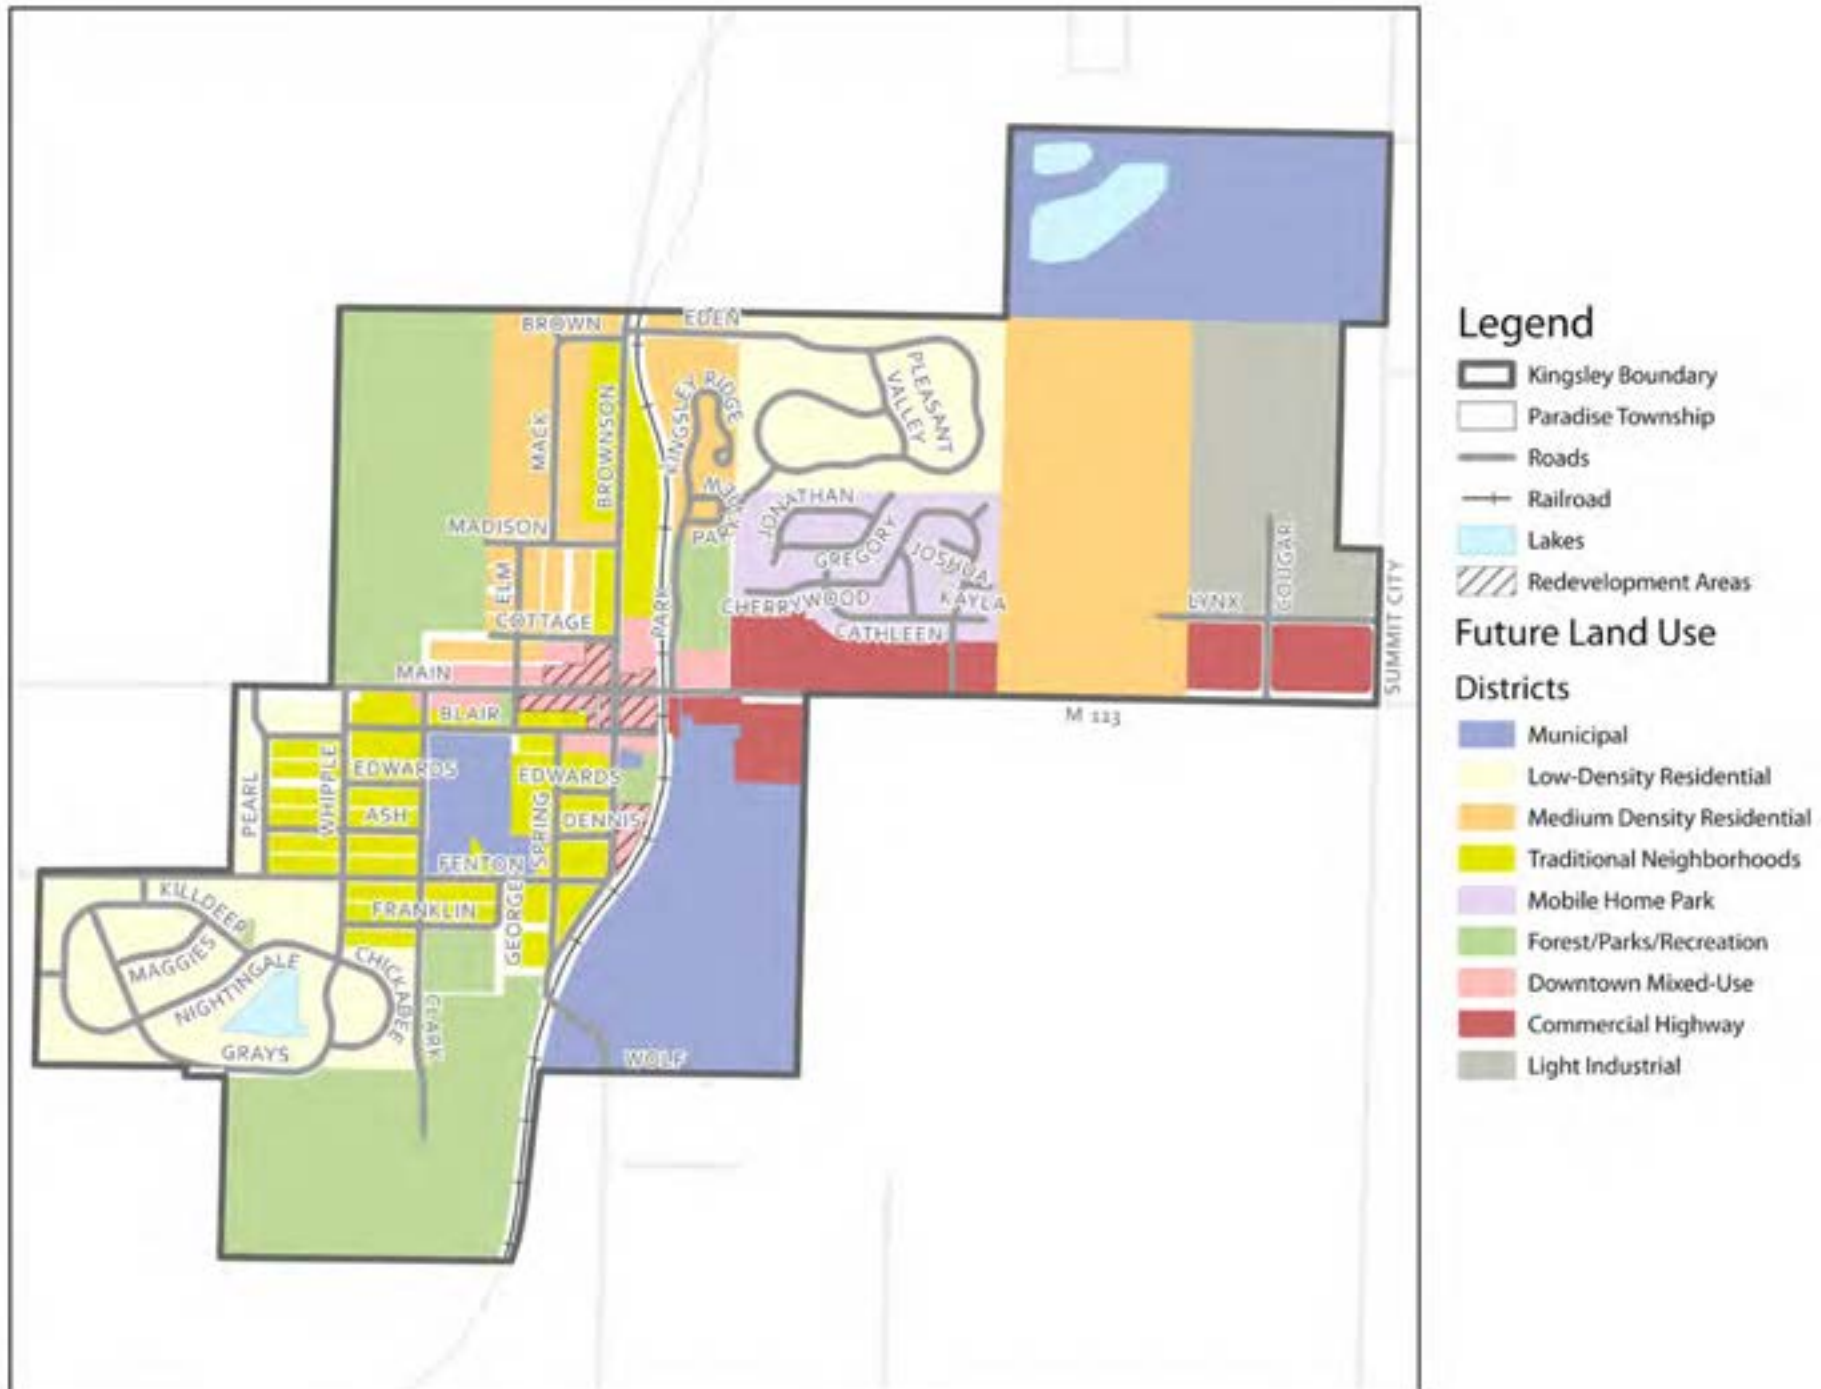 EDEN
BROWN
PLEASANT
VALLEY
KINGSLEY RIDGE
MACK
BROWNSON
PARK VIEW
JONATHAN
MADISON
GREGORY
JOSHUA
COUGAR
ELM
CHERRYWOOD
KAYLA
LYNX
COTTAGE
PARK
CATHLEEN
SUMMIT CITY
MAIN
BLAIR
M 113
EDWARDS
EDWARDS
PEARL
WHIPPLE
ASH
SPRING
DENNIS
FENTON
KILLDEER
FRANKLIN
GEORGE
MAGGIES
NIGHTINGALE
CHICKADEE
CLARK
GRAYS
WOLF
Legend
Kingsley Boundary
Paradise Township
Roads
Railroad
Lakes
Redevelopment Areas
Future Land Use
Districts
Municipal
Low-Density Residential
Medium Density Residential
Traditional Neighborhoods
Mobile Home Park
Forest/Parks/Recreation
Downtown Mixed-Use
Commercial Highway
Light Industrial